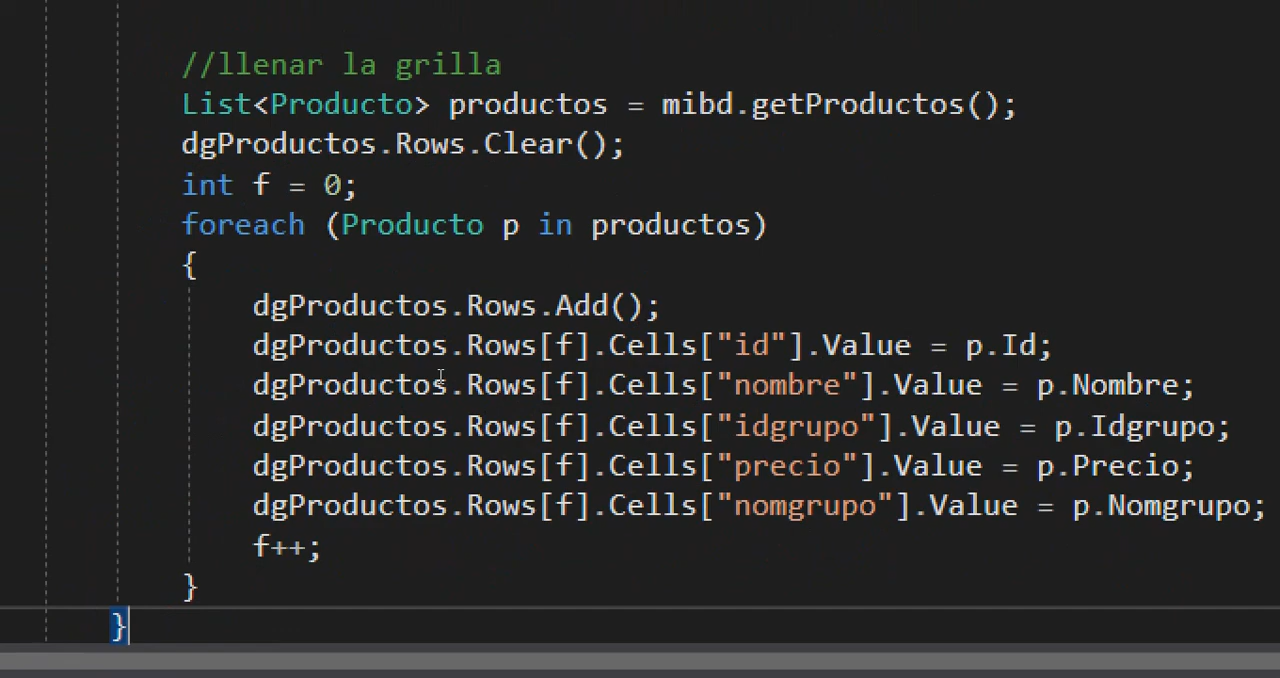 //llenar la grilla
List<Producto> productos = mibd.getProductos();
dgProductos.Rows.Clear();
int f = 0;
foreach (Producto p in productos)
{
dgProductos.Rows.Add();
dgProductos.Rows[f].Cells["id"].Value = p.Id;
dgProductos.Rows[f].Cells["nombre"].Value = p.Nombre;
dgProductos.Rows[f].Cells["idgrupo"].Value = p.Idgrupo;
dgProductos.Rows[f].Cells["precio"].Value = p.Precio;
dgProductos.Rows[f].Cells["nomgrupo"].Value = p.Nomgrupo;
f++;
}
}